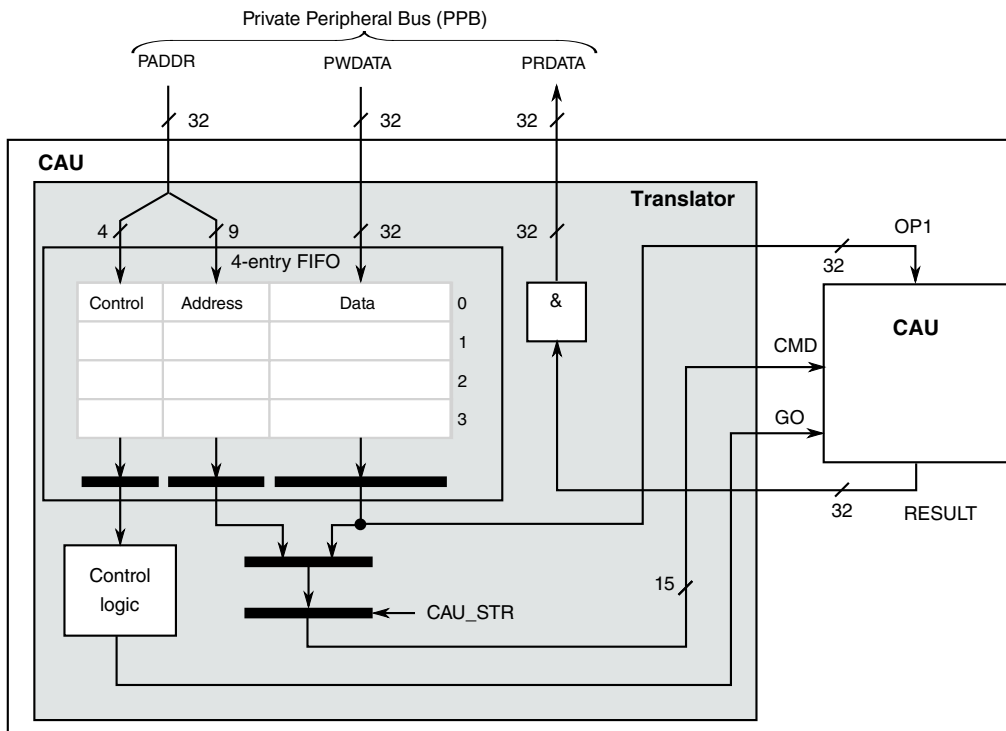 Private Peripheral Bus (PPB)
PADDR PWDATA PRDATA
32 32 32
CAU
Translator
4 9 32 32 OP1
4-entry FIFO
32
Control Address Data 0 &
CAU
1
CMD
2
3
GO
32
RESULT
Control
logic
15
CAU_STR